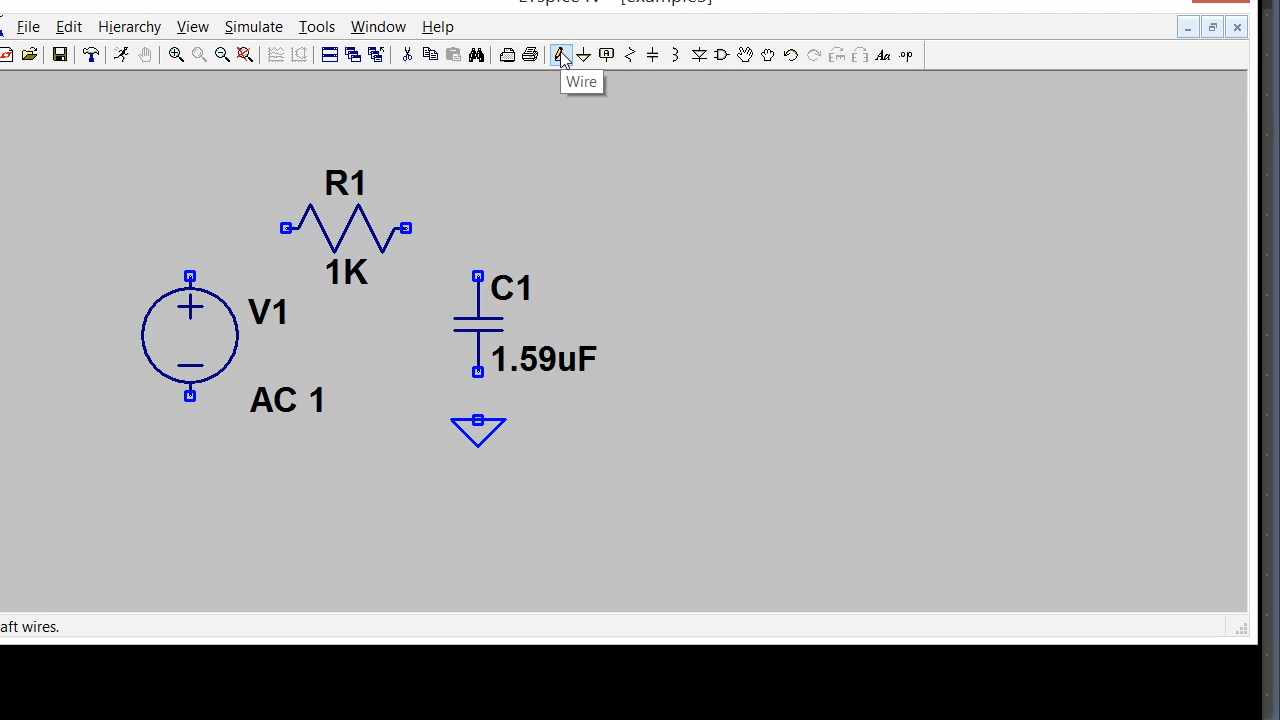 File Edit Hierarchy View Simulate Tools Window Help
.op
Wire
R1
1K
C1
V1
1.59uF
AC 1
aft wires.